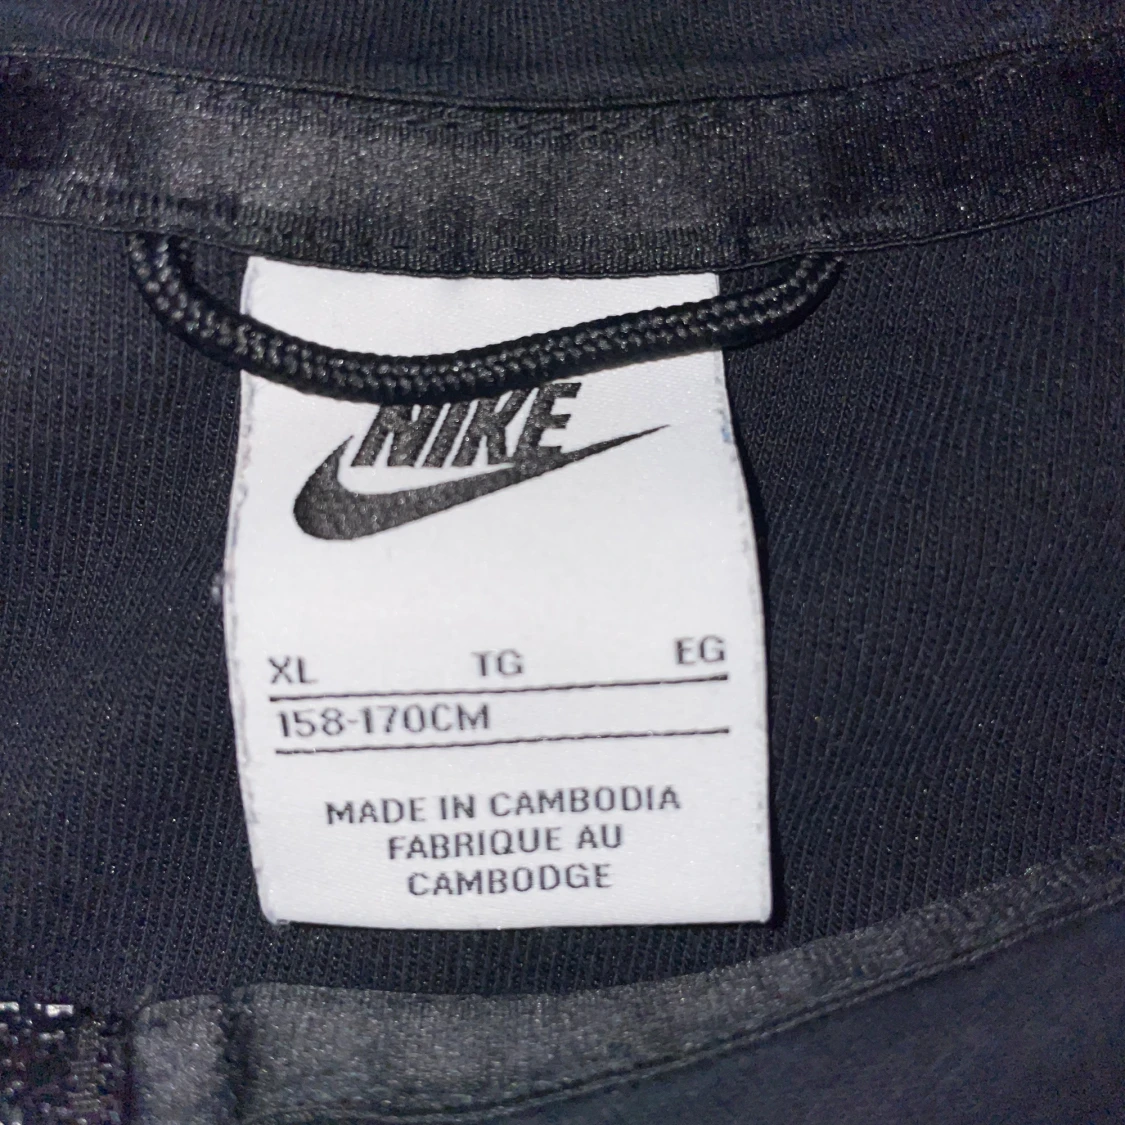 NIKE
XL TG EG
158-170CM
MADE IN CAMBODIA
FABRIQUE AU
CAMBODGE